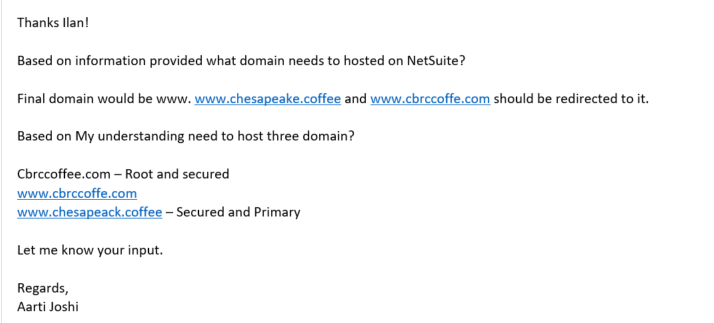 Thanks Ilan!
Based on information provided what domain needs to hosted on NetSuite?
Final domain would be www. www.chesapeake.coffee and www.cbrccoffe.com should be redirected to it.
Based on My understanding need to host three domain?
Cbrccoffee.com – Root and secured
www.cbrccoffe.com
www.chesapeack.coffee – Secured and Primary
Let me know your input.
Regards,
Aarti Joshi